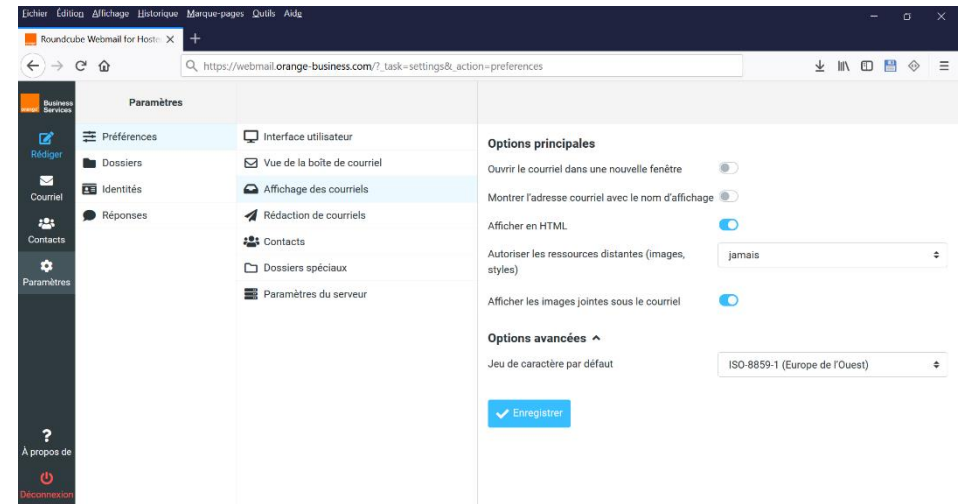 Fichier Édition Affichage Historique Marque-pages Outils Aide
Roundcube Webmail for Hoste
https://webmail.orange-business.com/?_task=settings&_action=preferences
Business
Services
Paramètres
Rédiger
Courriel
Contacts
Paramètres
À propos de
Déconnexion
Préférences
Dossiers
Identités
Réponses
Interface utilisateur
Vue de la boîte de courriel
Affichage des courriels
Rédaction de courriels
Contacts
Dossiers spéciaux
Paramètres du serveur
Options principales
Ouvrir le courriel dans une nouvelle fenêtre
Montrer l'adresse courriel avec le nom d'affichage
Afficher en HTML
Autoriser les ressources distantes (images, styles) jamais
Afficher les images jointes sous le courriel
Options avancées
Jeu de caractère par défaut ISO-8859-1 (Europe de l'Ouest)
Enregistrer